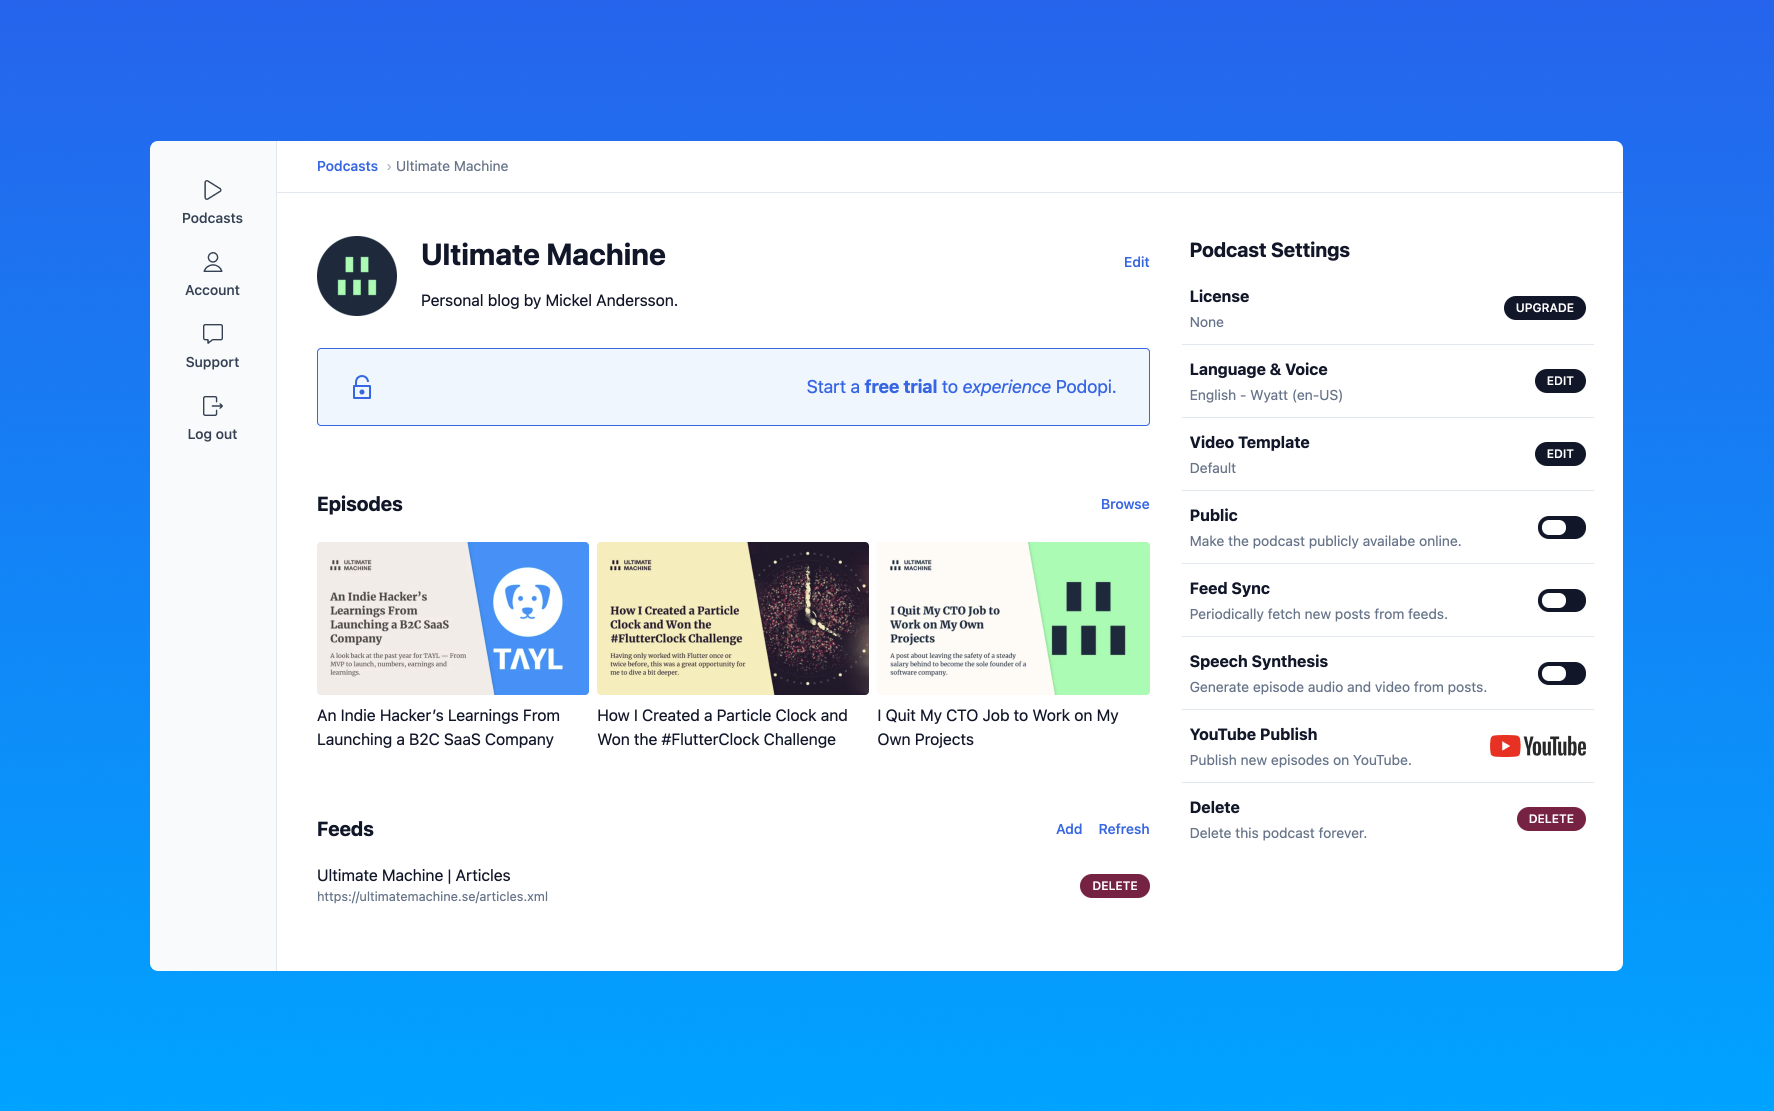 Podcasts
Account
Support
Log out
Podcasts › Ultimate Machine
Ultimate Machine
Personal blog by Mickel Andersson.
Edit
Start a free trial to experience Podopi.
Episodes
Browse
ULTIMATE
MACHINE
An Indie Hacker's
Learnings From
Launching a B2C SaaS
Company
A look back at the past year for TAYL — From
MVP to launch, numbers, earnings and
learnings.
TAYL
An Indie Hacker's Learnings From
Launching a B2C SaaS Company
ULTIMATE
MACHINE
How I Created a Particle
Clock and Won the
#FlutterClock Challenge
Having only worked with Flutter once or
twice before, this was a great opportunity for
me to dive a bit deeper.
How I Created a Particle Clock and
Won the #FlutterClock Challenge
ULTIMATE
MACHINE
I Quit My CTO Job to
Work on My Own
Projects
A post about leaving the safety of a steady
salary behind to become the sole founder of a
software company.
I Quit My CTO Job to Work on My
Own Projects
Feeds
Add
Refresh
Ultimate Machine | Articles
https://ultimatemachine.se/articles.xml
DELETE
Podcast Settings
License
None
UPGRADE
Language & Voice
English - Wyatt (en-US)
EDIT
Video Template
Default
EDIT
Public
Make the podcast publicly availabe online.
Feed Sync
Periodically fetch new posts from feeds.
Speech Synthesis
Generate episode audio and video from posts.
YouTube Publish
Publish new episodes on YouTube.
YouTube
Delete
Delete this podcast forever.
DELETE